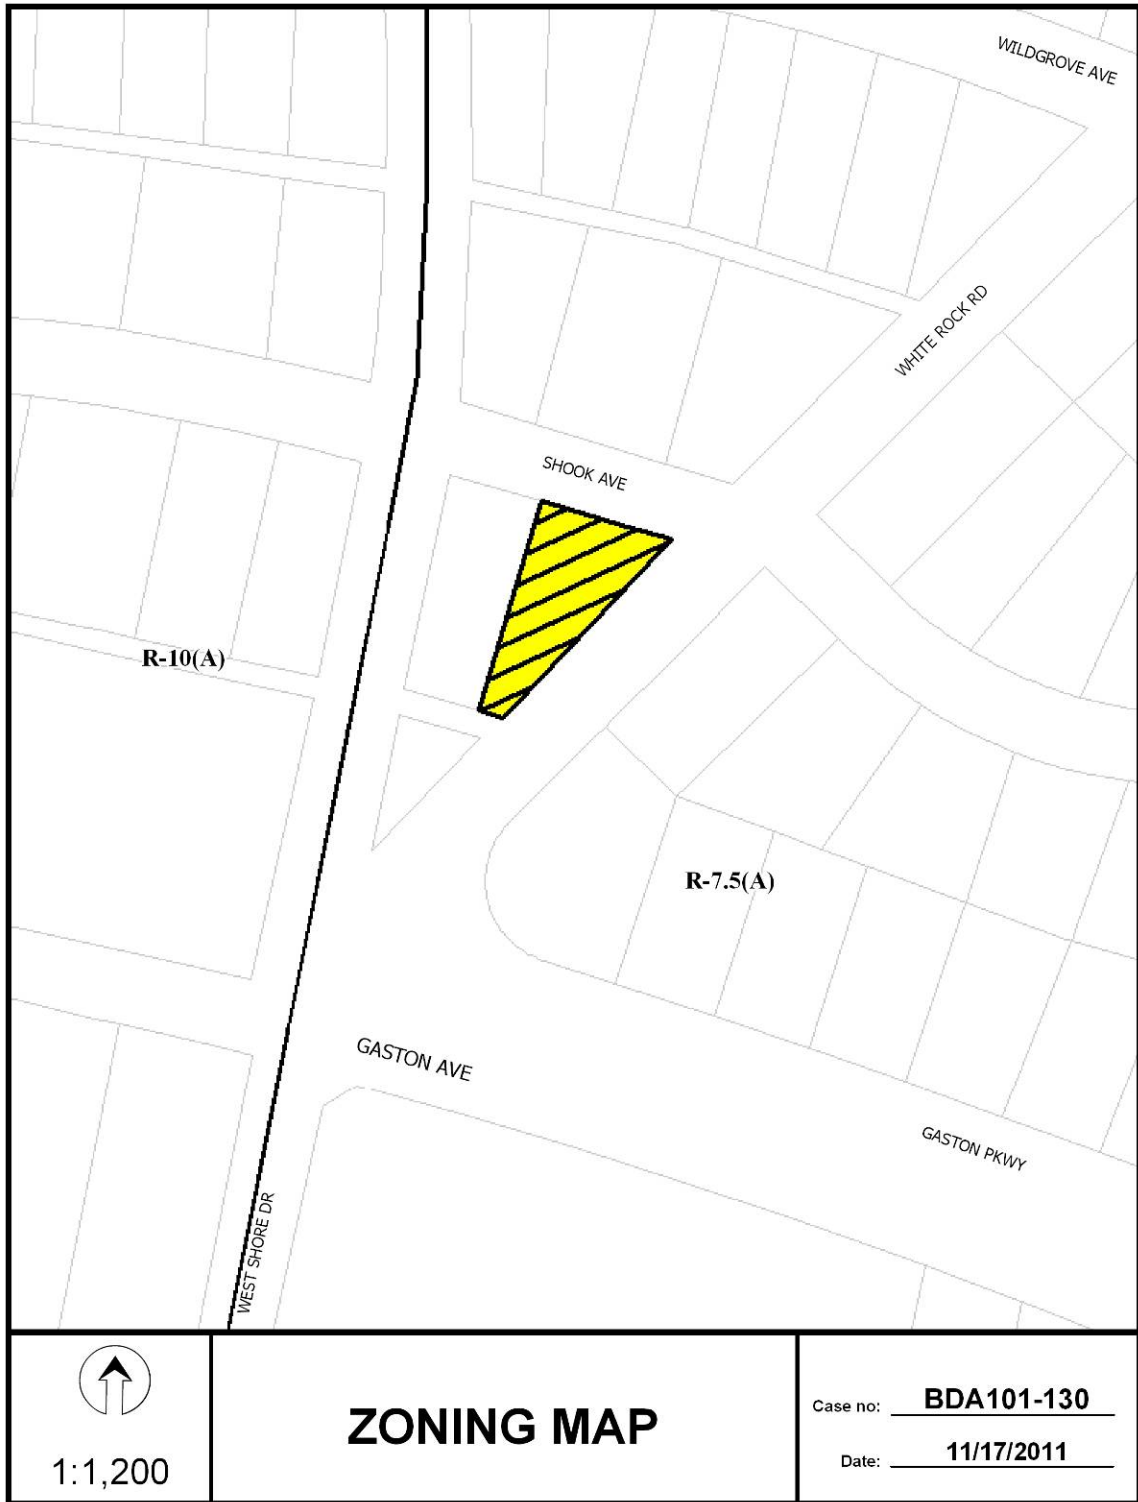 WILDGROVE AVE
WHITE ROCK RD
SHOOK AVE
R-10(A)
R-7.5(A)
GASTON AVE
GASTON PKWY
WEST SHORE DR
1:1,200
ZONING MAP
Case no: BDA101-130
Date: 11/17/2011